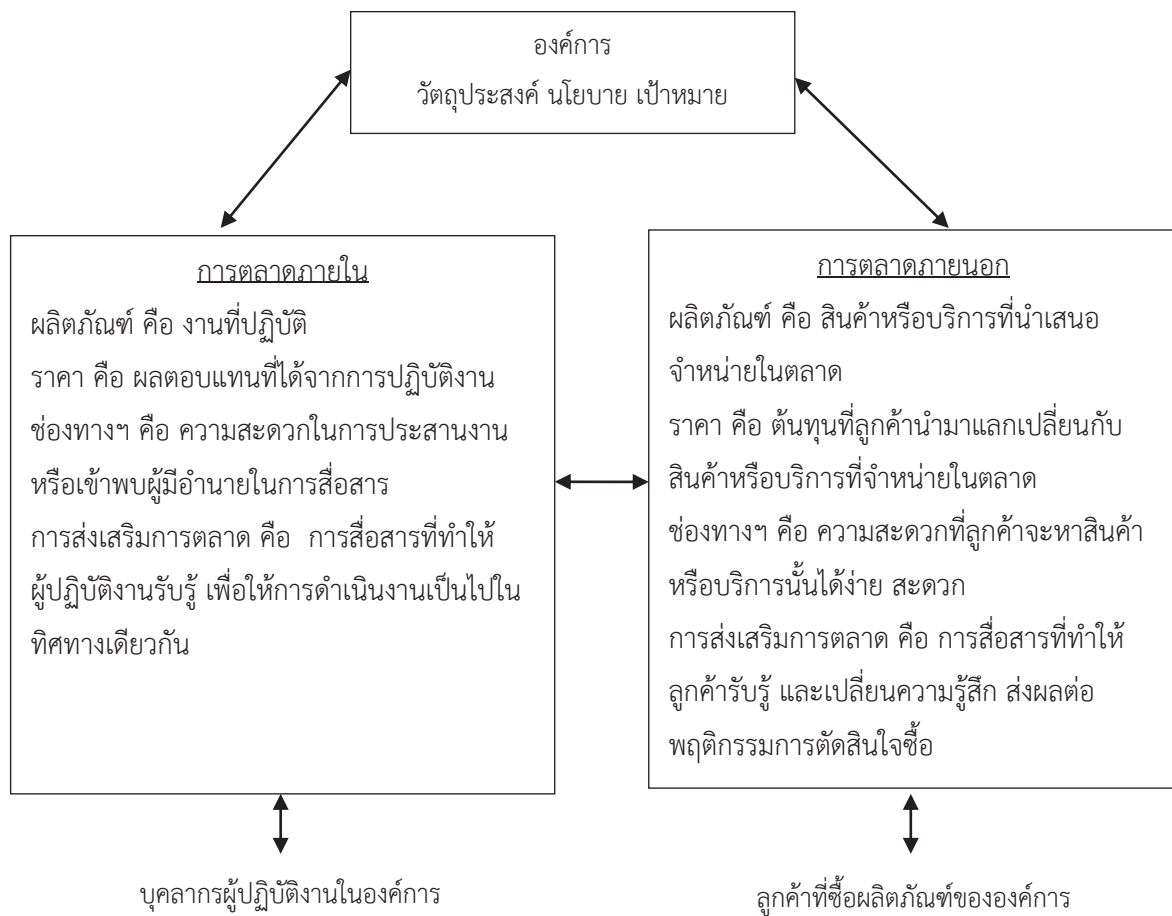 องค์การ
วัตถุประสงค์ นโยบาย เป้าหมาย
การตลาดภายใน
ผลิตภัณฑ์ คือ งานที่ปฏิบัติ
ราคา คือ ผลตอบแทนที่ได้จากการปฏิบัติงาน
ช่องทางฯ คือ ความสะดวกในการประสานงาน
หรือเข้าพบผู้มีอำนายในการสื่อสาร
การส่งเสริมการตลาด คือ การสื่อสารที่ทำให้
ผู้ปฏิบัติงานรับรู้ เพื่อให้การดำเนินงานเป็นไปใน
ทิศทางเดียวกัน
การตลาดภายนอก
ผลิตภัณฑ์ คือ สินค้าหรือบริการที่นำเสนอ
จำหน่ายในตลาด
ราคา คือ ต้นทุนที่ลูกค้านำมาแลกเปลี่ยนกับ
สินค้าหรือบริการที่จำหน่ายในตลาด
ช่องทางฯ คือ ความสะดวกที่ลูกค้าจะหาสินค้า
หรือบริการนั้นได้ง่าย สะดวก
การส่งเสริมการตลาด คือ การสื่อสารที่ทำให้
ลูกค้ารับรู้ และเปลี่ยนความรู้สึก ส่งผลต่อ
พฤติกรรมการตัดสินใจซื้อ
บุคลากรผู้ปฏิบัติงานในองค์การ
ลูกค้าที่ซื้อผลิตภัณฑ์ขององค์การ